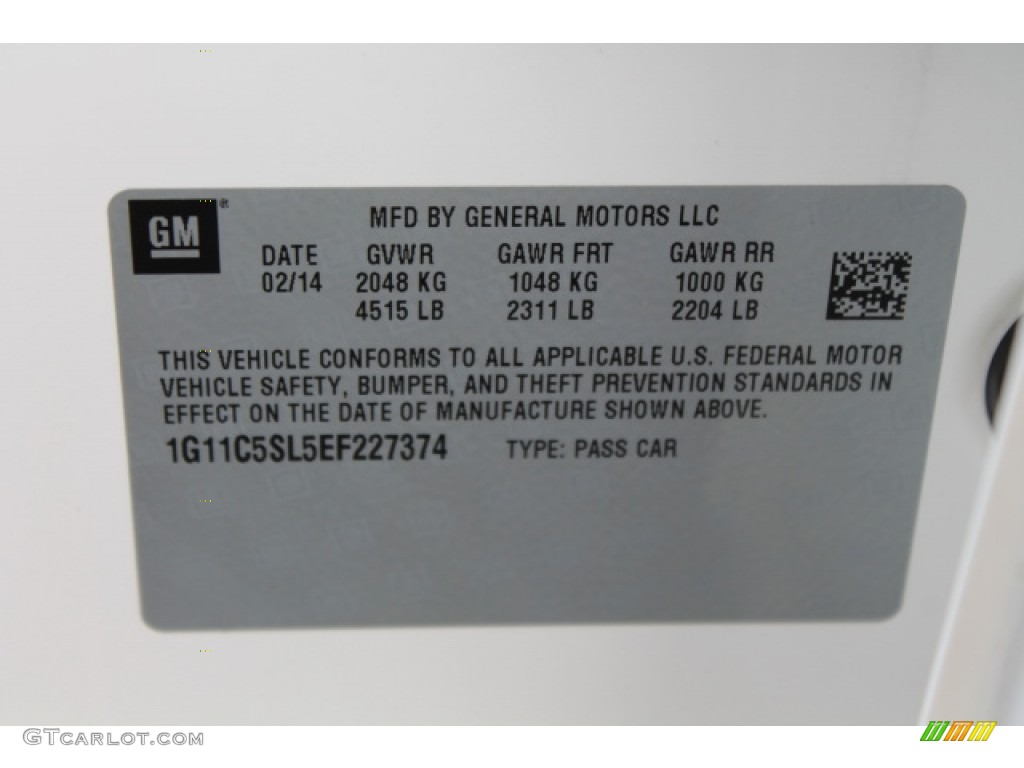 GM®
MFD BY GENERAL MOTORS LLC
DATE GVWR GAWR FRT GAWR RR
02/14 2048 KG 1048 KG 1000 KG
4515 LB 2311 LB 2204 LB
THIS VEHICLE CONFORMS TO ALL APPLICABLE U.S. FEDERAL MOTOR
VEHICLE SAFETY, BUMPER, AND THEFT PREVENTION STANDARDS IN
EFFECT ON THE DATE OF MANUFACTURE SHOWN ABOVE.
1G11C5SL5EF227374 TYPE: PASS CAR
GTCARLOT.COM